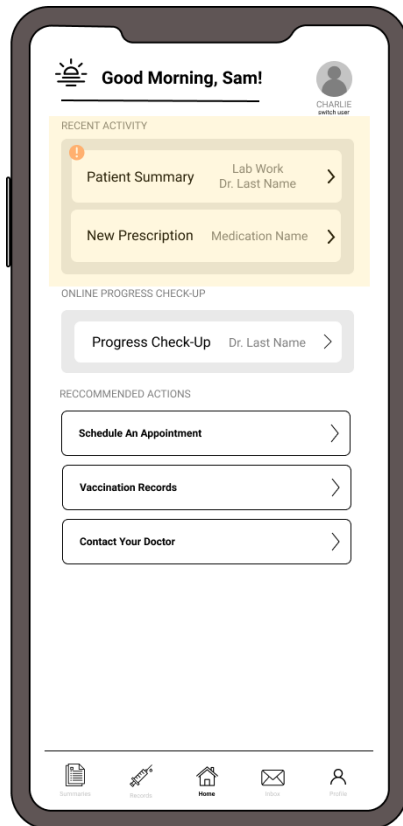 Good Morning, Sam!
CHARLIE
switch user
RECENT ACTIVITY
!
Patient Summary
Lab Work
Dr. Last Name
New Prescription Medication Name
ONLINE PROGRESS CHECK-UP
Progress Check-Up Dr. Last Name
RECCOMMENDED ACTIONS
Schedule An Appointment
Vaccination Records
Contact Your Doctor
Summaries Records Home Inbox Profile